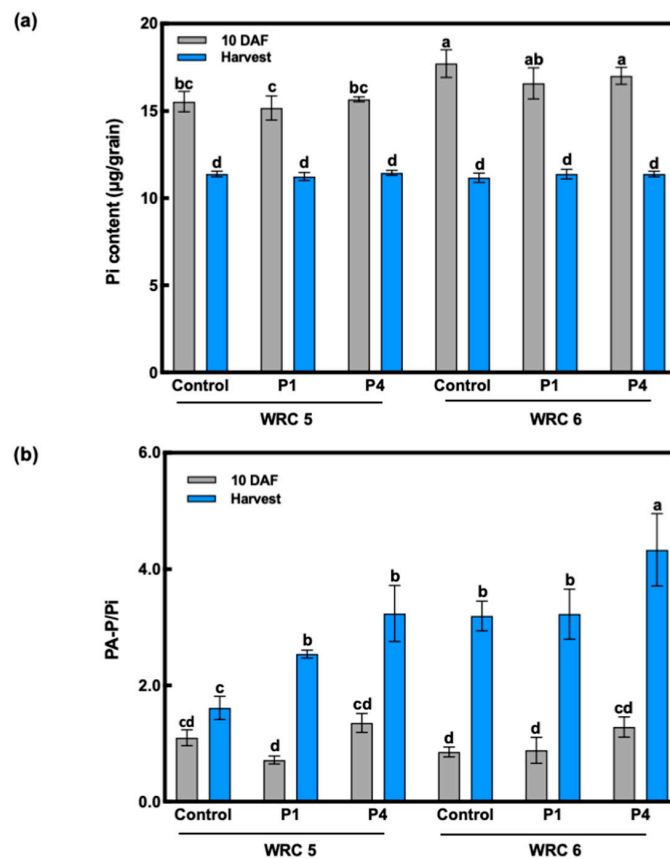 (a)
20
15
10
5
0
Pi content (µg/grain)
10 DAF
Harvest
bc
d
c
d
bc
d
a
d
ab
d
a
d
Control P1 P4 Control P1 P4
WRC 5 WRC 6
(b)
6.0
4.0
2.0
0.0
PA-P/Pi
10 DAF
Harvest
cd
c
d
b
cd
b
d
b
d
b
cd
a
Control P1 P4 Control P1 P4
WRC 5 WRC 6